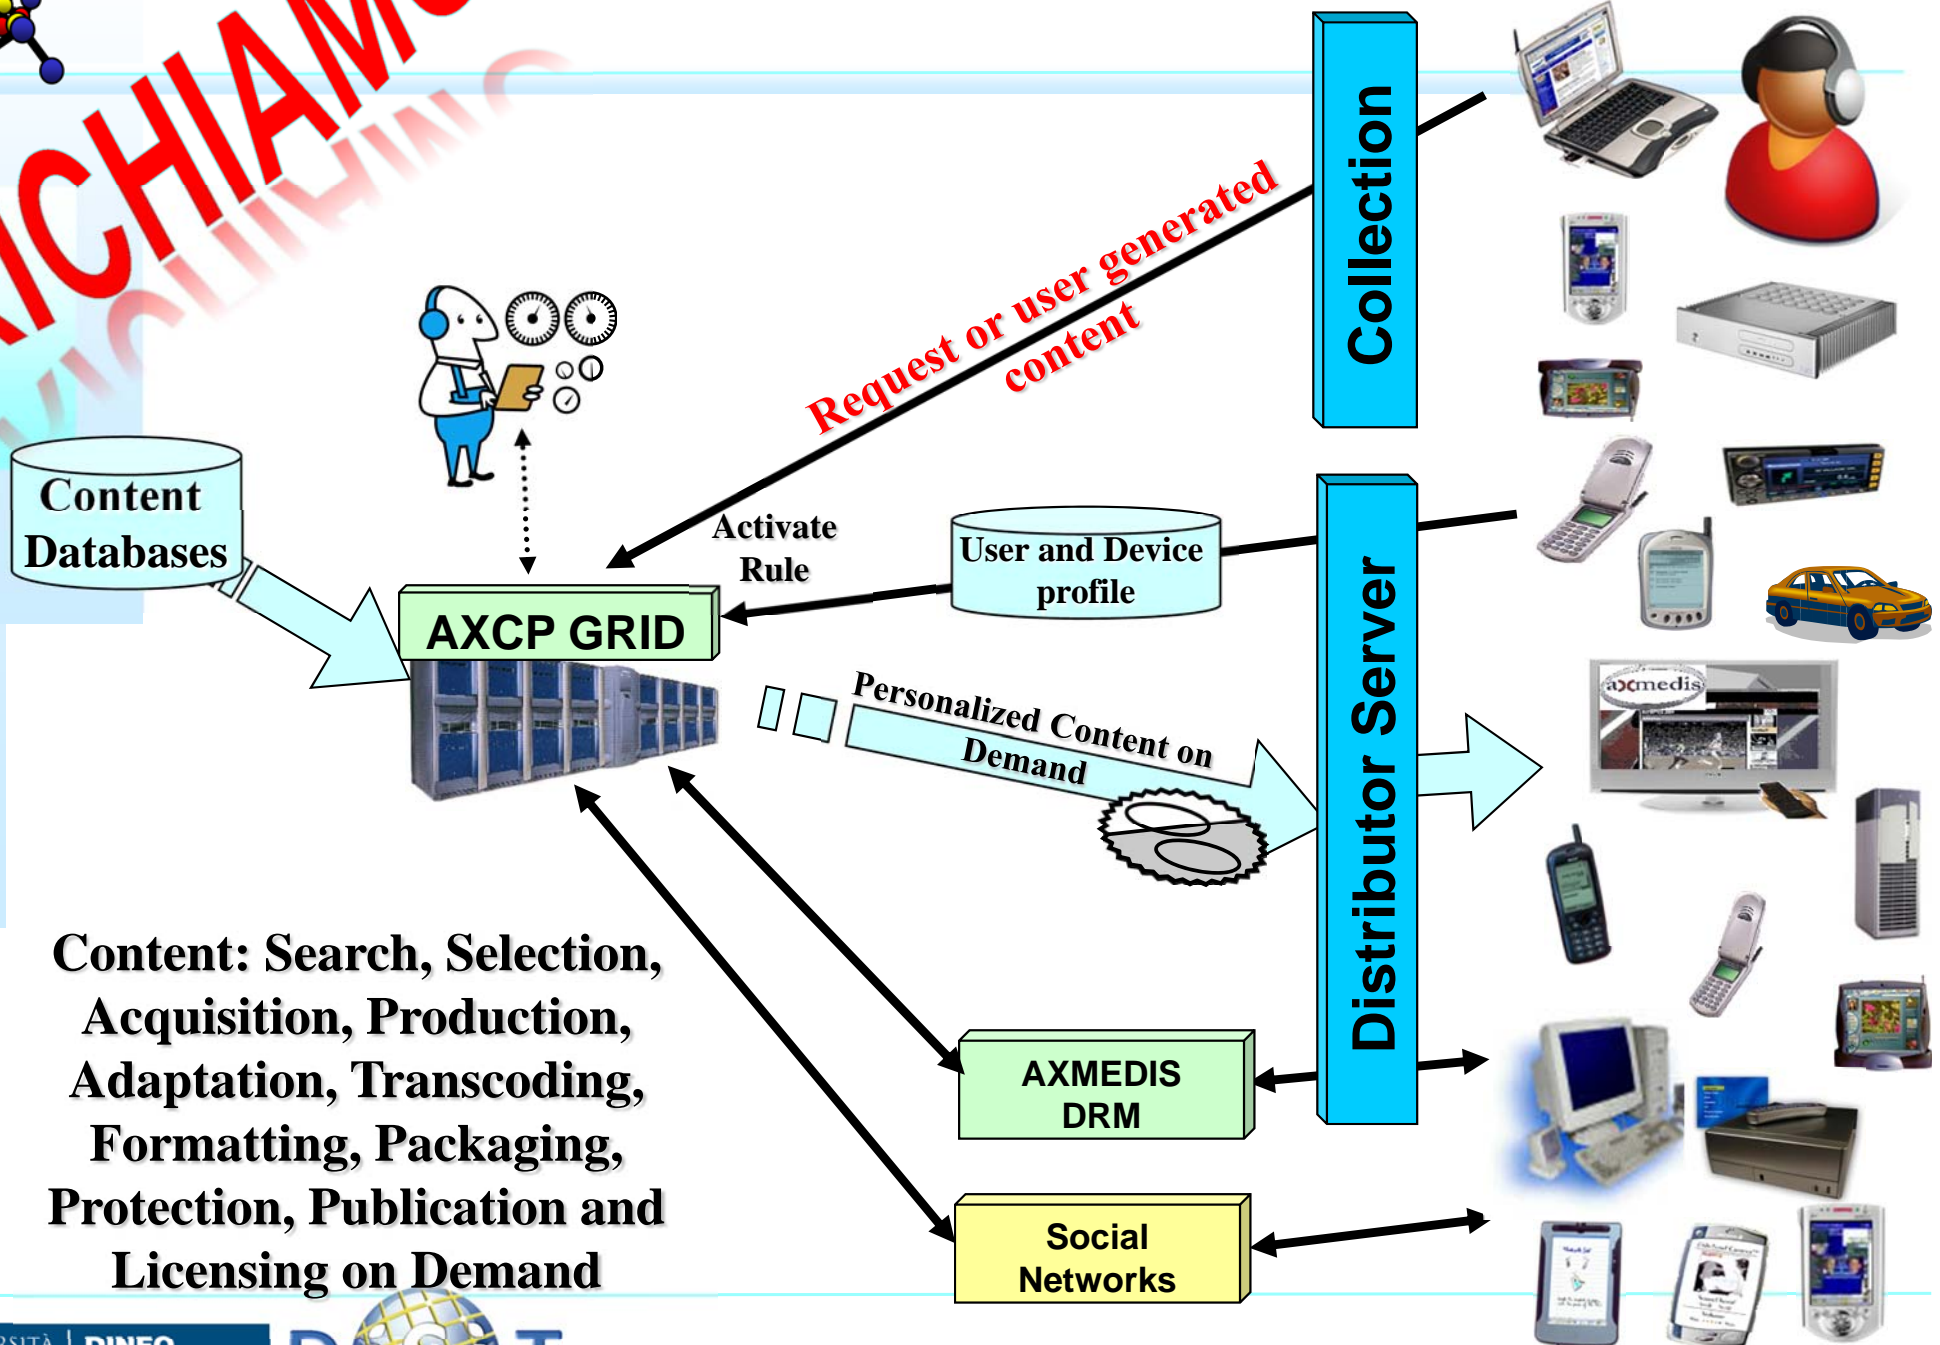 Collection
Request or user generated
content
Content
Databases
Activate
Rule
User and Device
profile
AXCP GRID
Personalized Content on
Demand
Distributor Server
axmedis
Content: Search, Selection,
Acquisition, Production,
Adaptation, Transcoding,
Formatting, Packaging,
Protection, Publication and
Licensing on Demand
AXMEDIS
DRM
Social
Networks